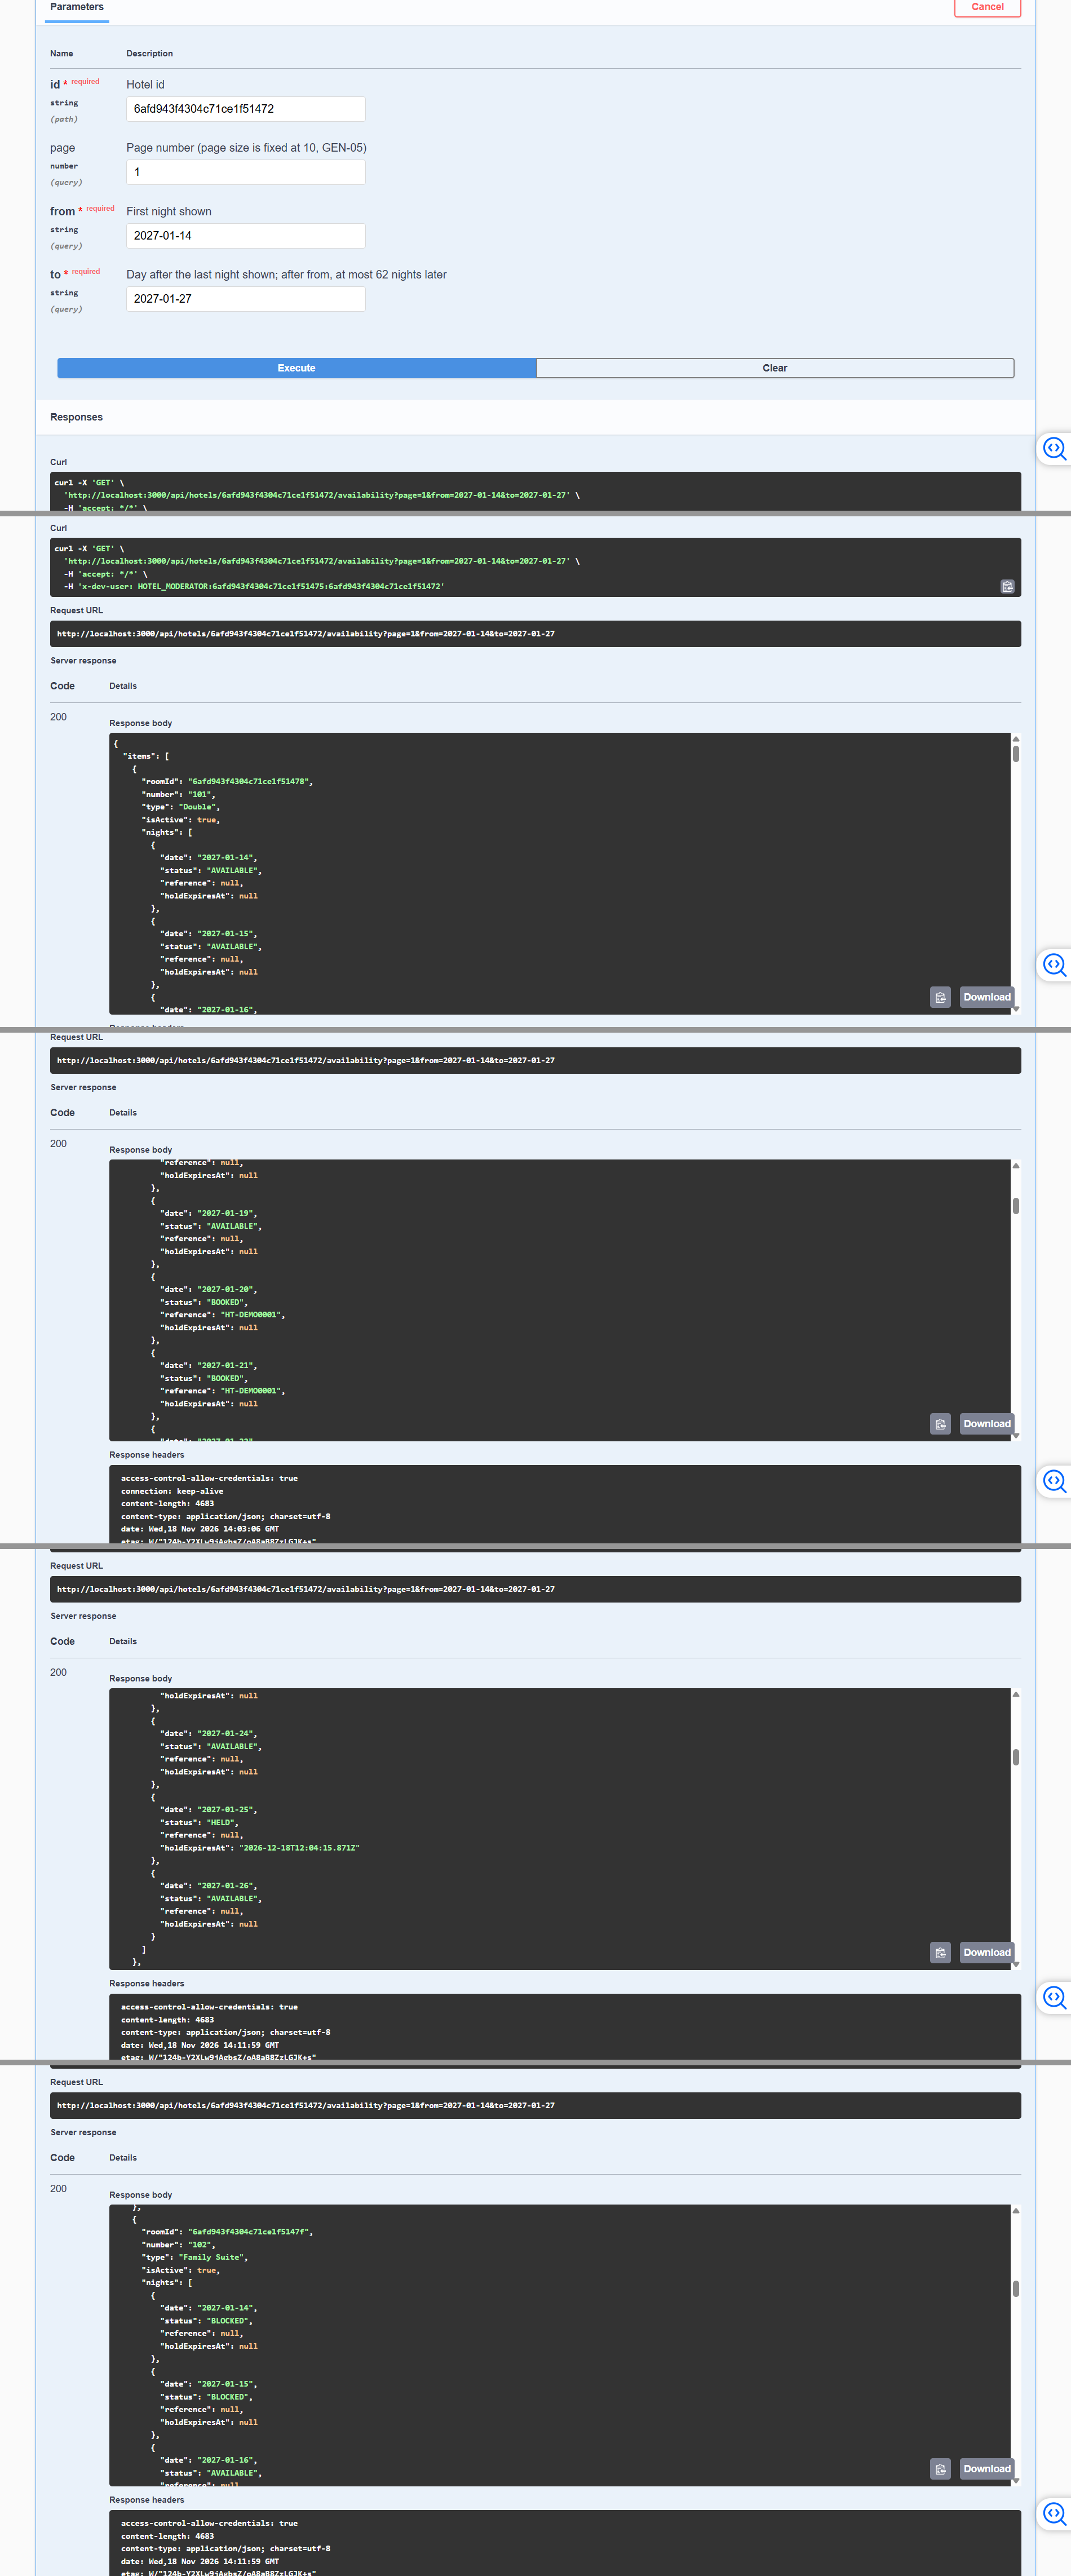 Parameters
Cancel
Name
Description
id * required
Hotel id
string
(path)
6afd943f4304c71ce1f51472
page
Page number (page size is fixed at 10, GEN-05)
number
(query)
1
from * required
First night shown
string
(query)
2027-01-14
to * required
Day after the last night shown; after from, at most 62 nights later
string
(query)
2027-01-27
Execute
Clear
Responses
Curl
curl -X 'GET' \
'http://localhost:3000/api/hotels/6afd943f4304c71ce1f51472/availability?page=1&from=2027-01-14&to=2027-01-27' \
-H 'accept: */*' \
Curl
curl -X 'GET' \
'http://localhost:3000/api/hotels/6afd943f4304c71ce1f51472/availability?page=1&from=2027-01-14&to=2027-01-27' \
-H 'accept: */*' \
-H 'x-dev-user: HOTEL_MODERATOR:6afd943f4304c71ce1f51475:6afd943f4304c71ce1f51472'
Request URL
http://localhost:3000/api/hotels/6afd943f4304c71ce1f51472/availability?page=1&from=2027-01-14&to=2027-01-27
Server response
Code
Details
200
Response body
{
"items": [
{
"roomId": "6afd943f4304c71ce1f51478",
"number": "101",
"type": "Double",
"isActive": true,
"nights": [
{
"date": "2027-01-14",
"status": "AVAILABLE",
"reference": null,
"holdExpiresAt": null
},
{
"date": "2027-01-15",
"status": "AVAILABLE",
"reference": null,
"holdExpiresAt": null
},
{
"date": "2027-01-16",
Download
Response headers
Request URL
http://localhost:3000/api/hotels/6afd943f4304c71ce1f51472/availability?page=1&from=2027-01-14&to=2027-01-27
Server response
Code
Details
200
Response body
"reference": null,
"holdExpiresAt": null
},
{
"date": "2027-01-19",
"status": "AVAILABLE",
"reference": null,
"holdExpiresAt": null
},
{
"date": "2027-01-20",
"status": "BOOKED",
"reference": "HT-DEMO0001",
"holdExpiresAt": null
},
{
"date": "2027-01-21",
"status": "BOOKED",
"reference": "HT-DEMO0001",
"holdExpiresAt": null
},
{
"date": "2027-01-22",
Download
Response headers
access-control-allow-credentials: true
connection: keep-alive
content-length: 4683
content-type: application/json; charset=utf-8
date: Wed,18 Nov 2026 14:03:06 GMT
Request URL
http://localhost:3000/api/hotels/6afd943f4304c71ce1f51472/availability?page=1&from=2027-01-14&to=2027-01-27
Server response
Code
Details
200
Response body
"holdExpiresAt": null
},
{
"date": "2027-01-24",
"status": "AVAILABLE",
"reference": null,
"holdExpiresAt": null
},
{
"date": "2027-01-25",
"status": "HELD",
"reference": null,
"holdExpiresAt": "2026-12-18T12:04:15.871Z"
},
{
"date": "2027-01-26",
"status": "AVAILABLE",
"reference": null,
"holdExpiresAt": null
}
]
},
Download
Response headers
access-control-allow-credentials: true
content-length: 4683
content-type: application/json; charset=utf-8
date: Wed,18 Nov 2026 14:11:59 GMT
Request URL
http://localhost:3000/api/hotels/6afd943f4304c71ce1f51472/availability?page=1&from=2027-01-14&to=2027-01-27
Server response
Code
Details
200
Response body
},
{
"roomId": "6afd943f4304c71ce1f5147f",
"number": "102",
"type": "Family Suite",
"isActive": true,
"nights": [
{
"date": "2027-01-14",
"status": "BLOCKED",
"reference": null,
"holdExpiresAt": null
},
{
"date": "2027-01-15",
"status": "BLOCKED",
"reference": null,
"holdExpiresAt": null
},
{
"date": "2027-01-16",
"status": "AVAILABLE",
"reference": null
Download
Response headers
access-control-allow-credentials: true
content-length: 4683
content-type: application/json; charset=utf-8
date: Wed,18 Nov 2026 14:11:59 GMT